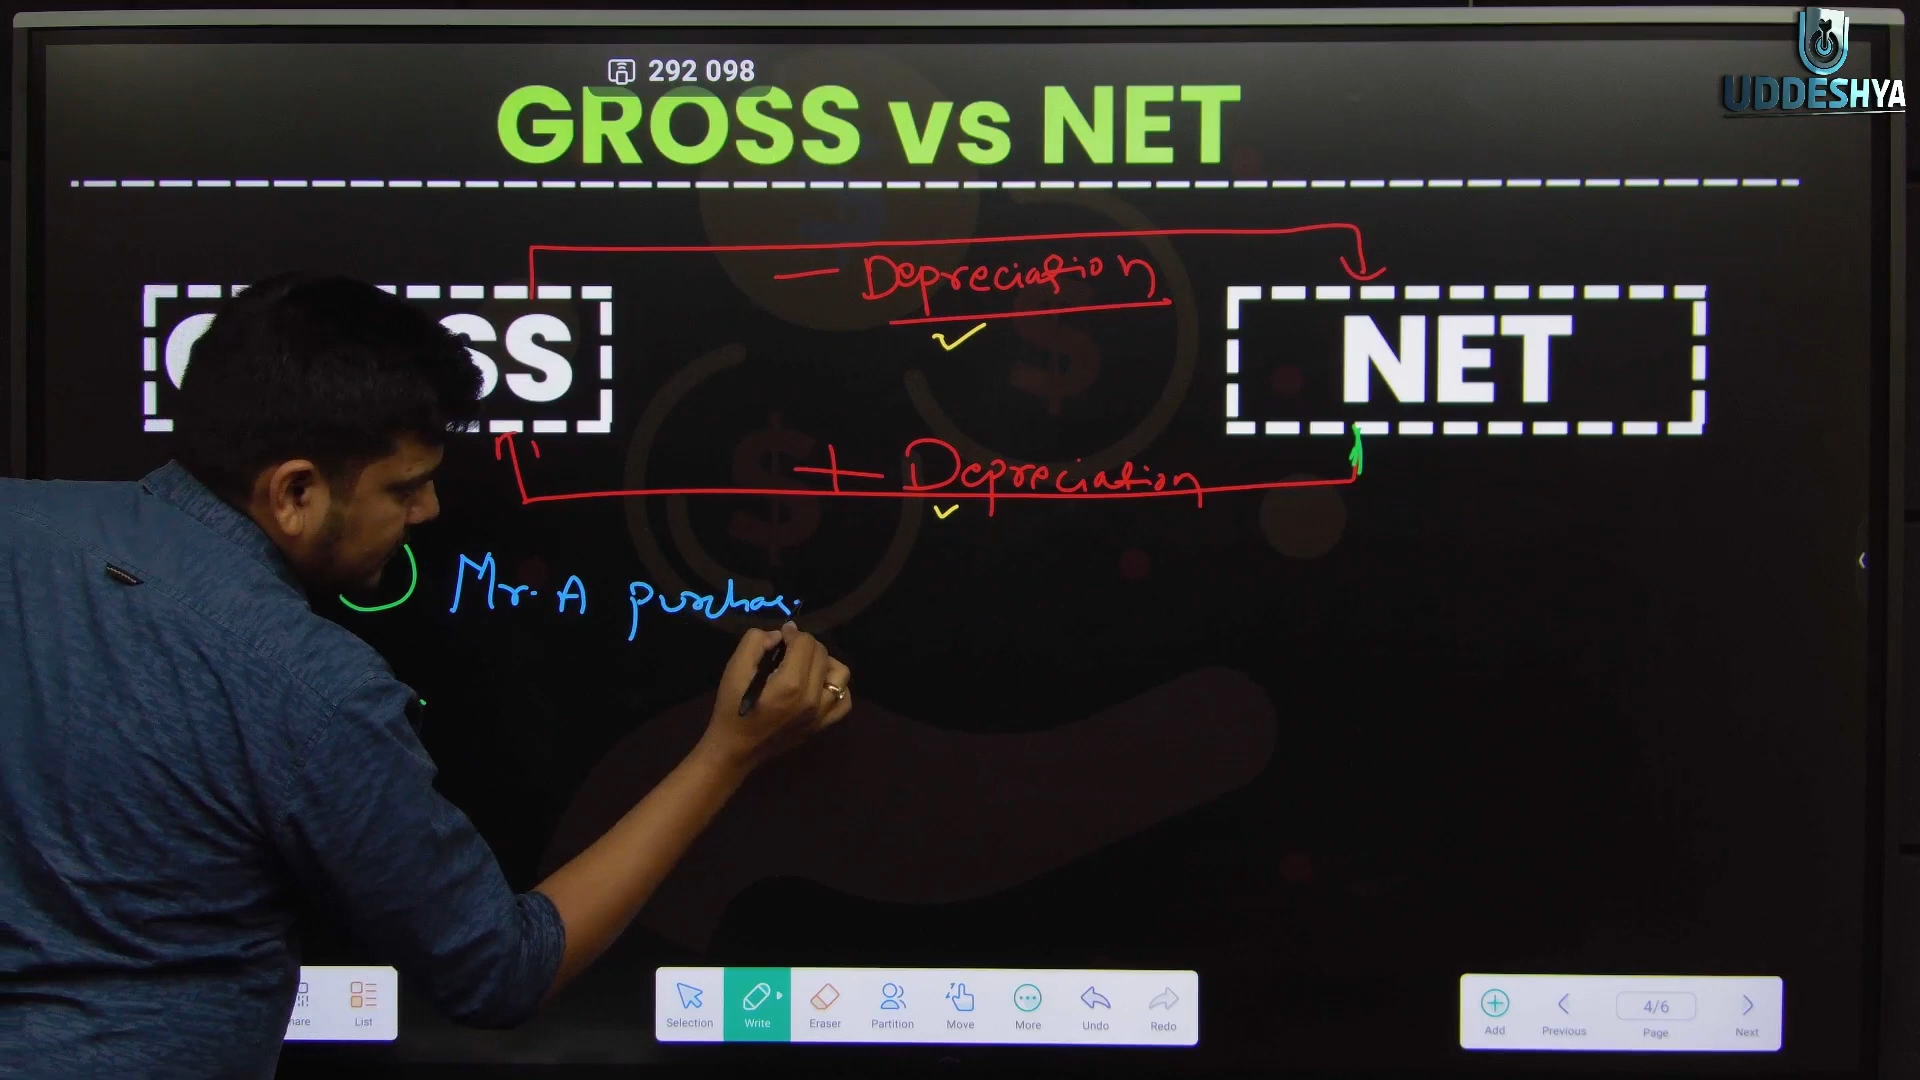 292 098
UDDESHYA
GROSS vs NET
— Depreciation
SS
NET
+ Depreciation
Mr. A purchas
List
Selection
Write
Eraser
Partition
Move
More
Undo
Redo
Add
Previous
4/6
Page
Next